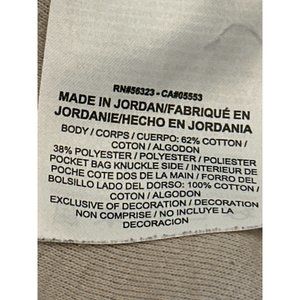 RN#56323 - CA#05553
MADE IN JORDAN/FABRIQUÉ EN
JORDANIE/HECHO EN JORDANIA
BODY / CORPS / CUERPO: 62% COTTON /
COTON / ALGODON
38% POLYESTER / POLYESTER / POLIESTER
POCKET BAG KNUCKLE SIDE / INTERIEUR DE
POCHE COTE DOS DE LA MAIN / FORRO DEL
BOLSILLO LADO DEL DORSO: 100% COTTON /
COTON / ALGODON
EXCLUSIVE OF DECORATION / DECORATION
NON COMPRISE / NO INCLUYE LA
DECORACION